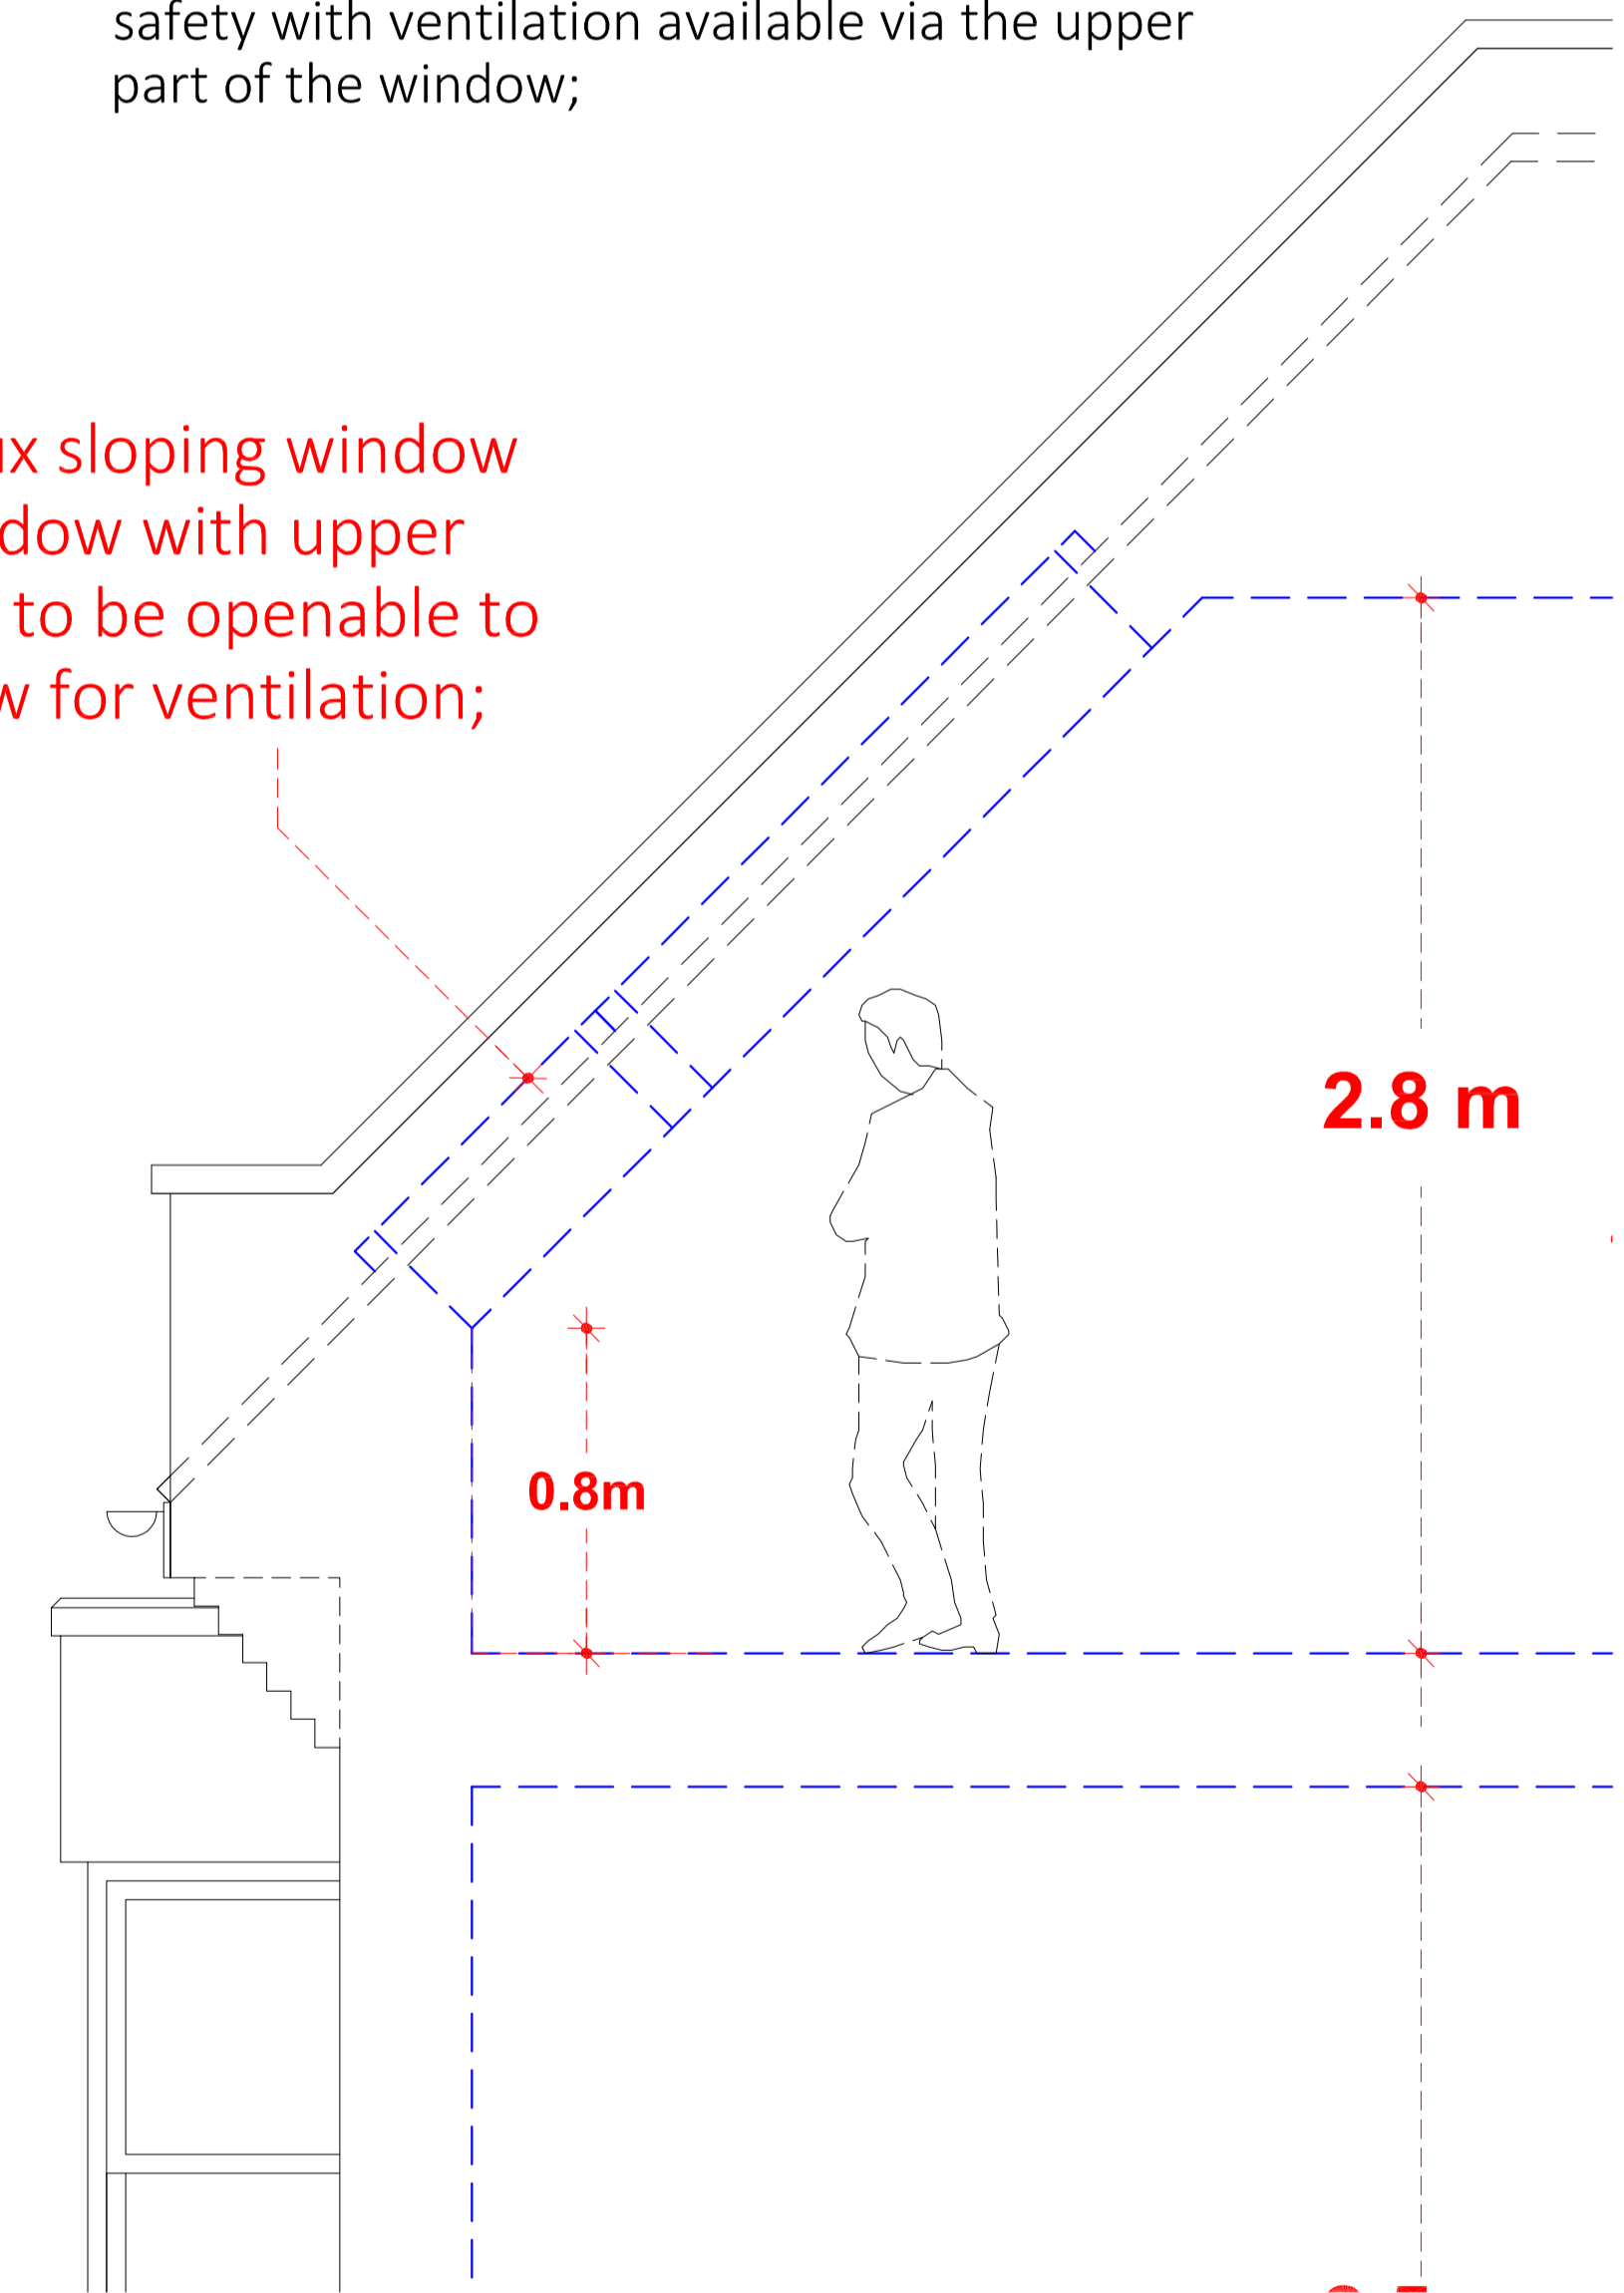 safety with ventilation available via the upper
part of the window;
sloping window
with upper
to be openable to
for ventilation;
2.8 m
0.8m